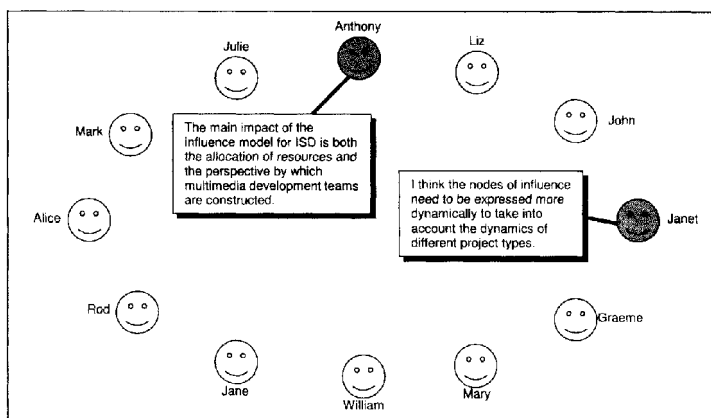 Anthony
Julie
Liz
Mark
John
The main impact of the
influence model for ISD is both
the allocation of resources and
the perspective by which
multimedia development teams
are constructed.
I think the nodes of influence
need to be expressed more
dynamically to take into
account the dynamics of
different project types.
Alice
Janet
Rod
Graeme
Jane
William
Mary